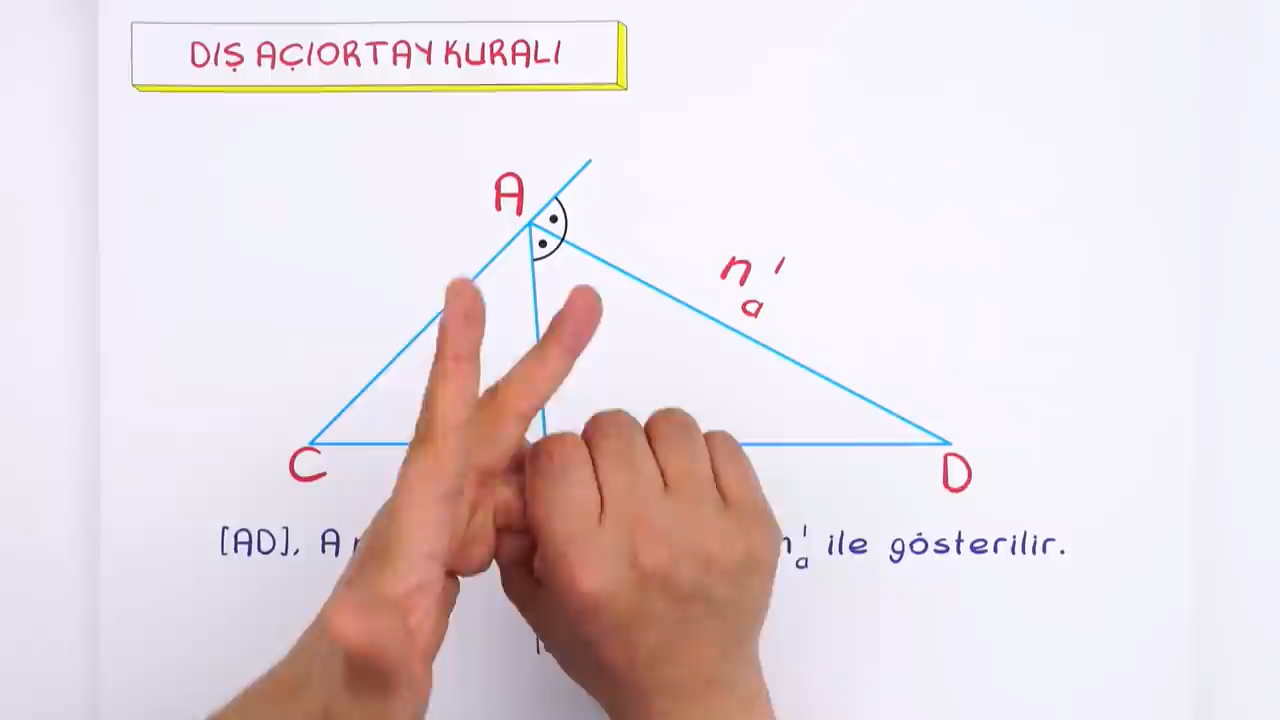 DIŞ AÇIORTAY KURALI
A
n'a
C
D
[AD], A
n'a ile gösterilir.